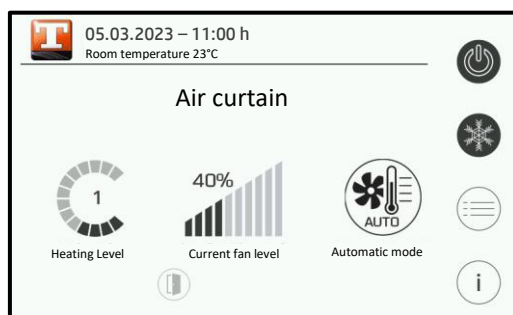 T
05.03.2023 – 11:00 h
Room temperature 23°C
Air curtain
1
40%
AUTO
Heating Level
Current fan level
Automatic mode
i